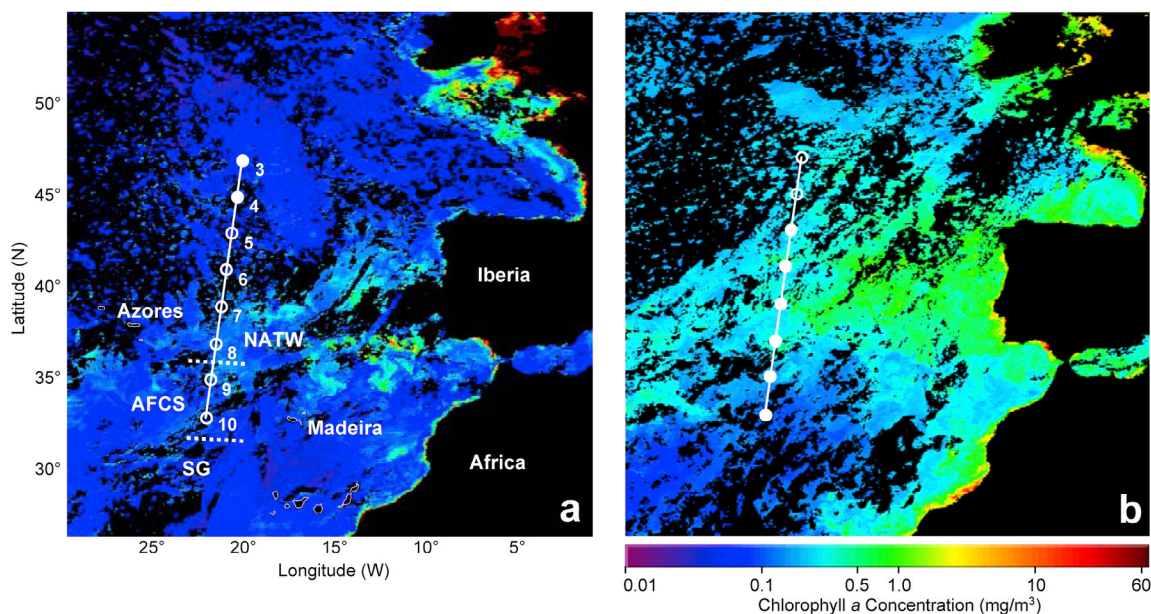 50°
45°
40°
35°
30°
Latitude (N)
3
4
5
6
7
8
9
10
Azores
NATW
AFCS
SG
Madeira
Iberia
Africa
a
25°
20°
15°
10°
5°
Longitude (W)
b
0.01
0.1
0.5
1.0
10
60
Chlorophyll a Concentration (mg/m³)